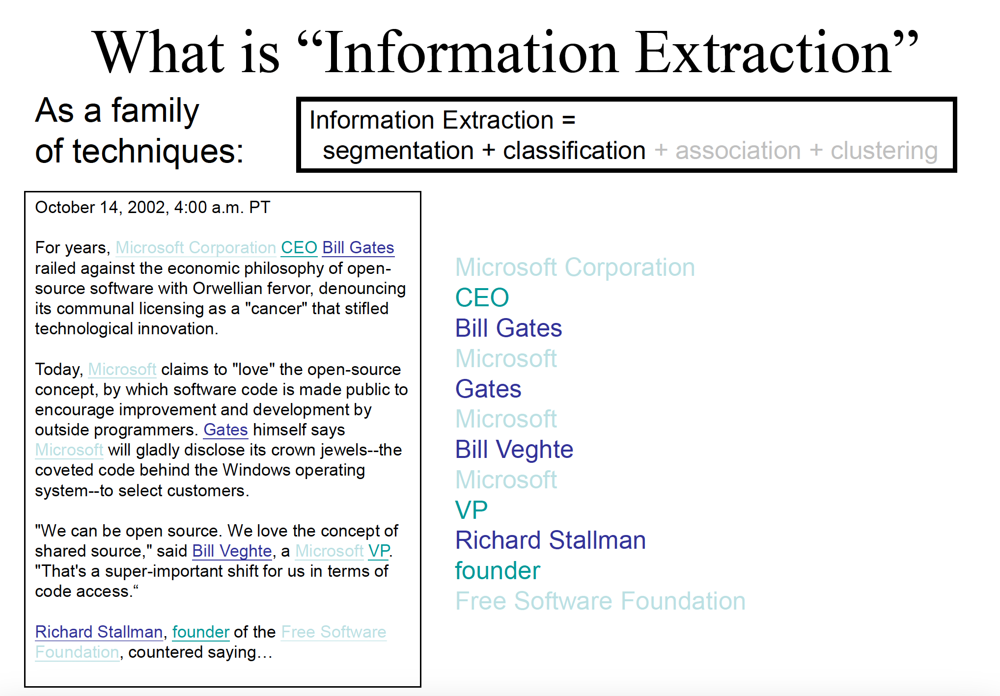 What is “Information Extraction”
As a family
of techniques:
Information Extraction =
segmentation + classification + association + clustering
October 14, 2002, 4:00 a.m. PT
For years, Microsoft Corporation CEO Bill Gates
railed against the economic philosophy of open-
source software with Orwellian fervor, denouncing
its communal licensing as a "cancer" that stifled
technological innovation.
Today, Microsoft claims to "love" the open-source
concept, by which software code is made public to
encourage improvement and development by
outside programmers. Gates himself says
Microsoft will gladly disclose its crown jewels--the
coveted code behind the Windows operating
system--to select customers.
"We can be open source. We love the concept of
shared source," said Bill Veghte, a Microsoft VP.
"That's a super-important shift for us in terms of
code access.“
Richard Stallman, founder of the Free Software
Foundation, countered saying…
Microsoft Corporation
CEO
Bill Gates
Microsoft
Gates
Microsoft
Bill Veghte
Microsoft
VP
Richard Stallman
founder
Free Software Foundation